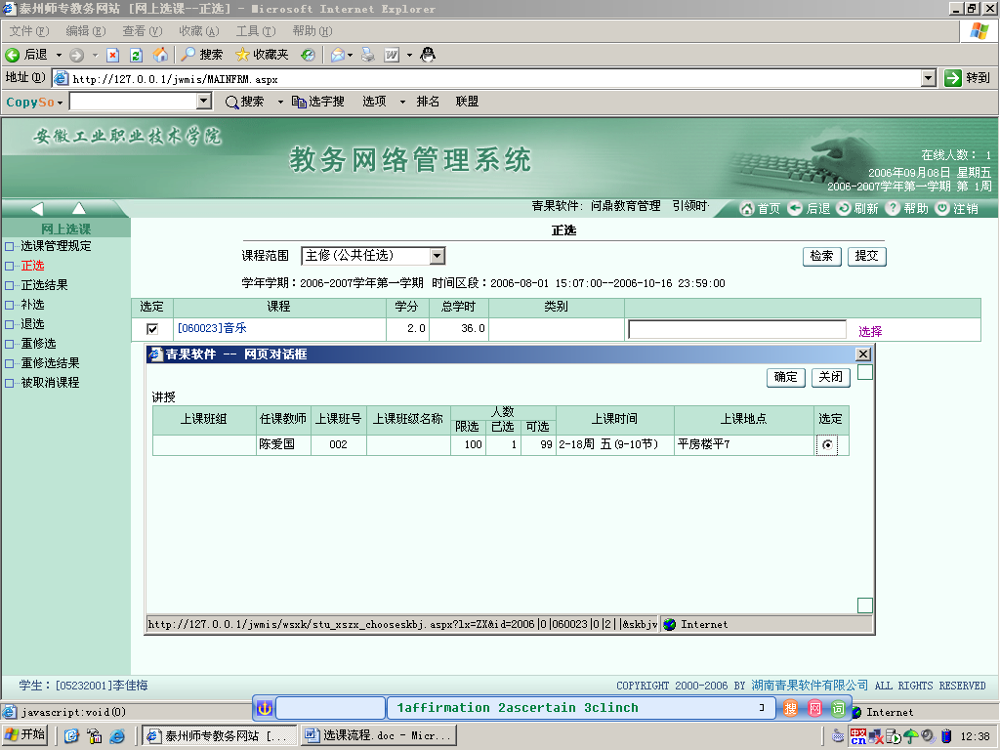 泰州师专教务网站 [网上选课--正选] - Microsoft Internet Explorer
文件(F) 编辑(E) 查看(V) 收藏(A) 工具(T) 帮助(H)
后退 搜索 收藏夹
地址(D) http://127.0.0.1/jwmis/MAINFRM.aspx 转到
CopySo 搜索 选字搜 选项 排名 联盟
安徽工业职业技术学院
教务网络管理系统
在线人数: 1
2006年09月08日 星期五
2006-2007学年第一学期 第 1周
青果软件: 问鼎教育管理 引领时 首页 后退 刷新 帮助 注销
网上选课
选课管理规定
正选
正选结果
补选
退选
重修选
重修选结果
被取消课程
正选
课程范围 主修(公共任选) 检索 提交
学年学期：2006-2007学年第一学期 时间区段：2006-08-01 15:07:00--2006-10-16 23:59:00
选定 课程 学分 总学时 类别
[060023]音乐 2.0 36.0 选择
青果软件 -- 网页对话框
确定 关闭
讲授
上课班组 任课教师 上课班号 上课班级名称 人数 上课时间 上课地点 选定
限选 已选 可选
陈爱国 002 100 1 99 2-18周 五(9-10节) 平房楼平7
http://127.0.0.1/jwmis/wsxk/stu_xszx_chooseskbj.aspx?lx=ZX&id=2006|0|060023|0|2||&skbjv Internet
学生：[05232001]李佳梅 COPYRIGHT 2000-2006 BY 湖南青果软件有限公司 ALL RIGHTS RESERVED
javascript:void(0) 1affirmation 2ascertain 3clinch 搜 网 词 Internet
开始 泰州师专教务网站 [... 选课流程.doc - Micr... CN 12:38